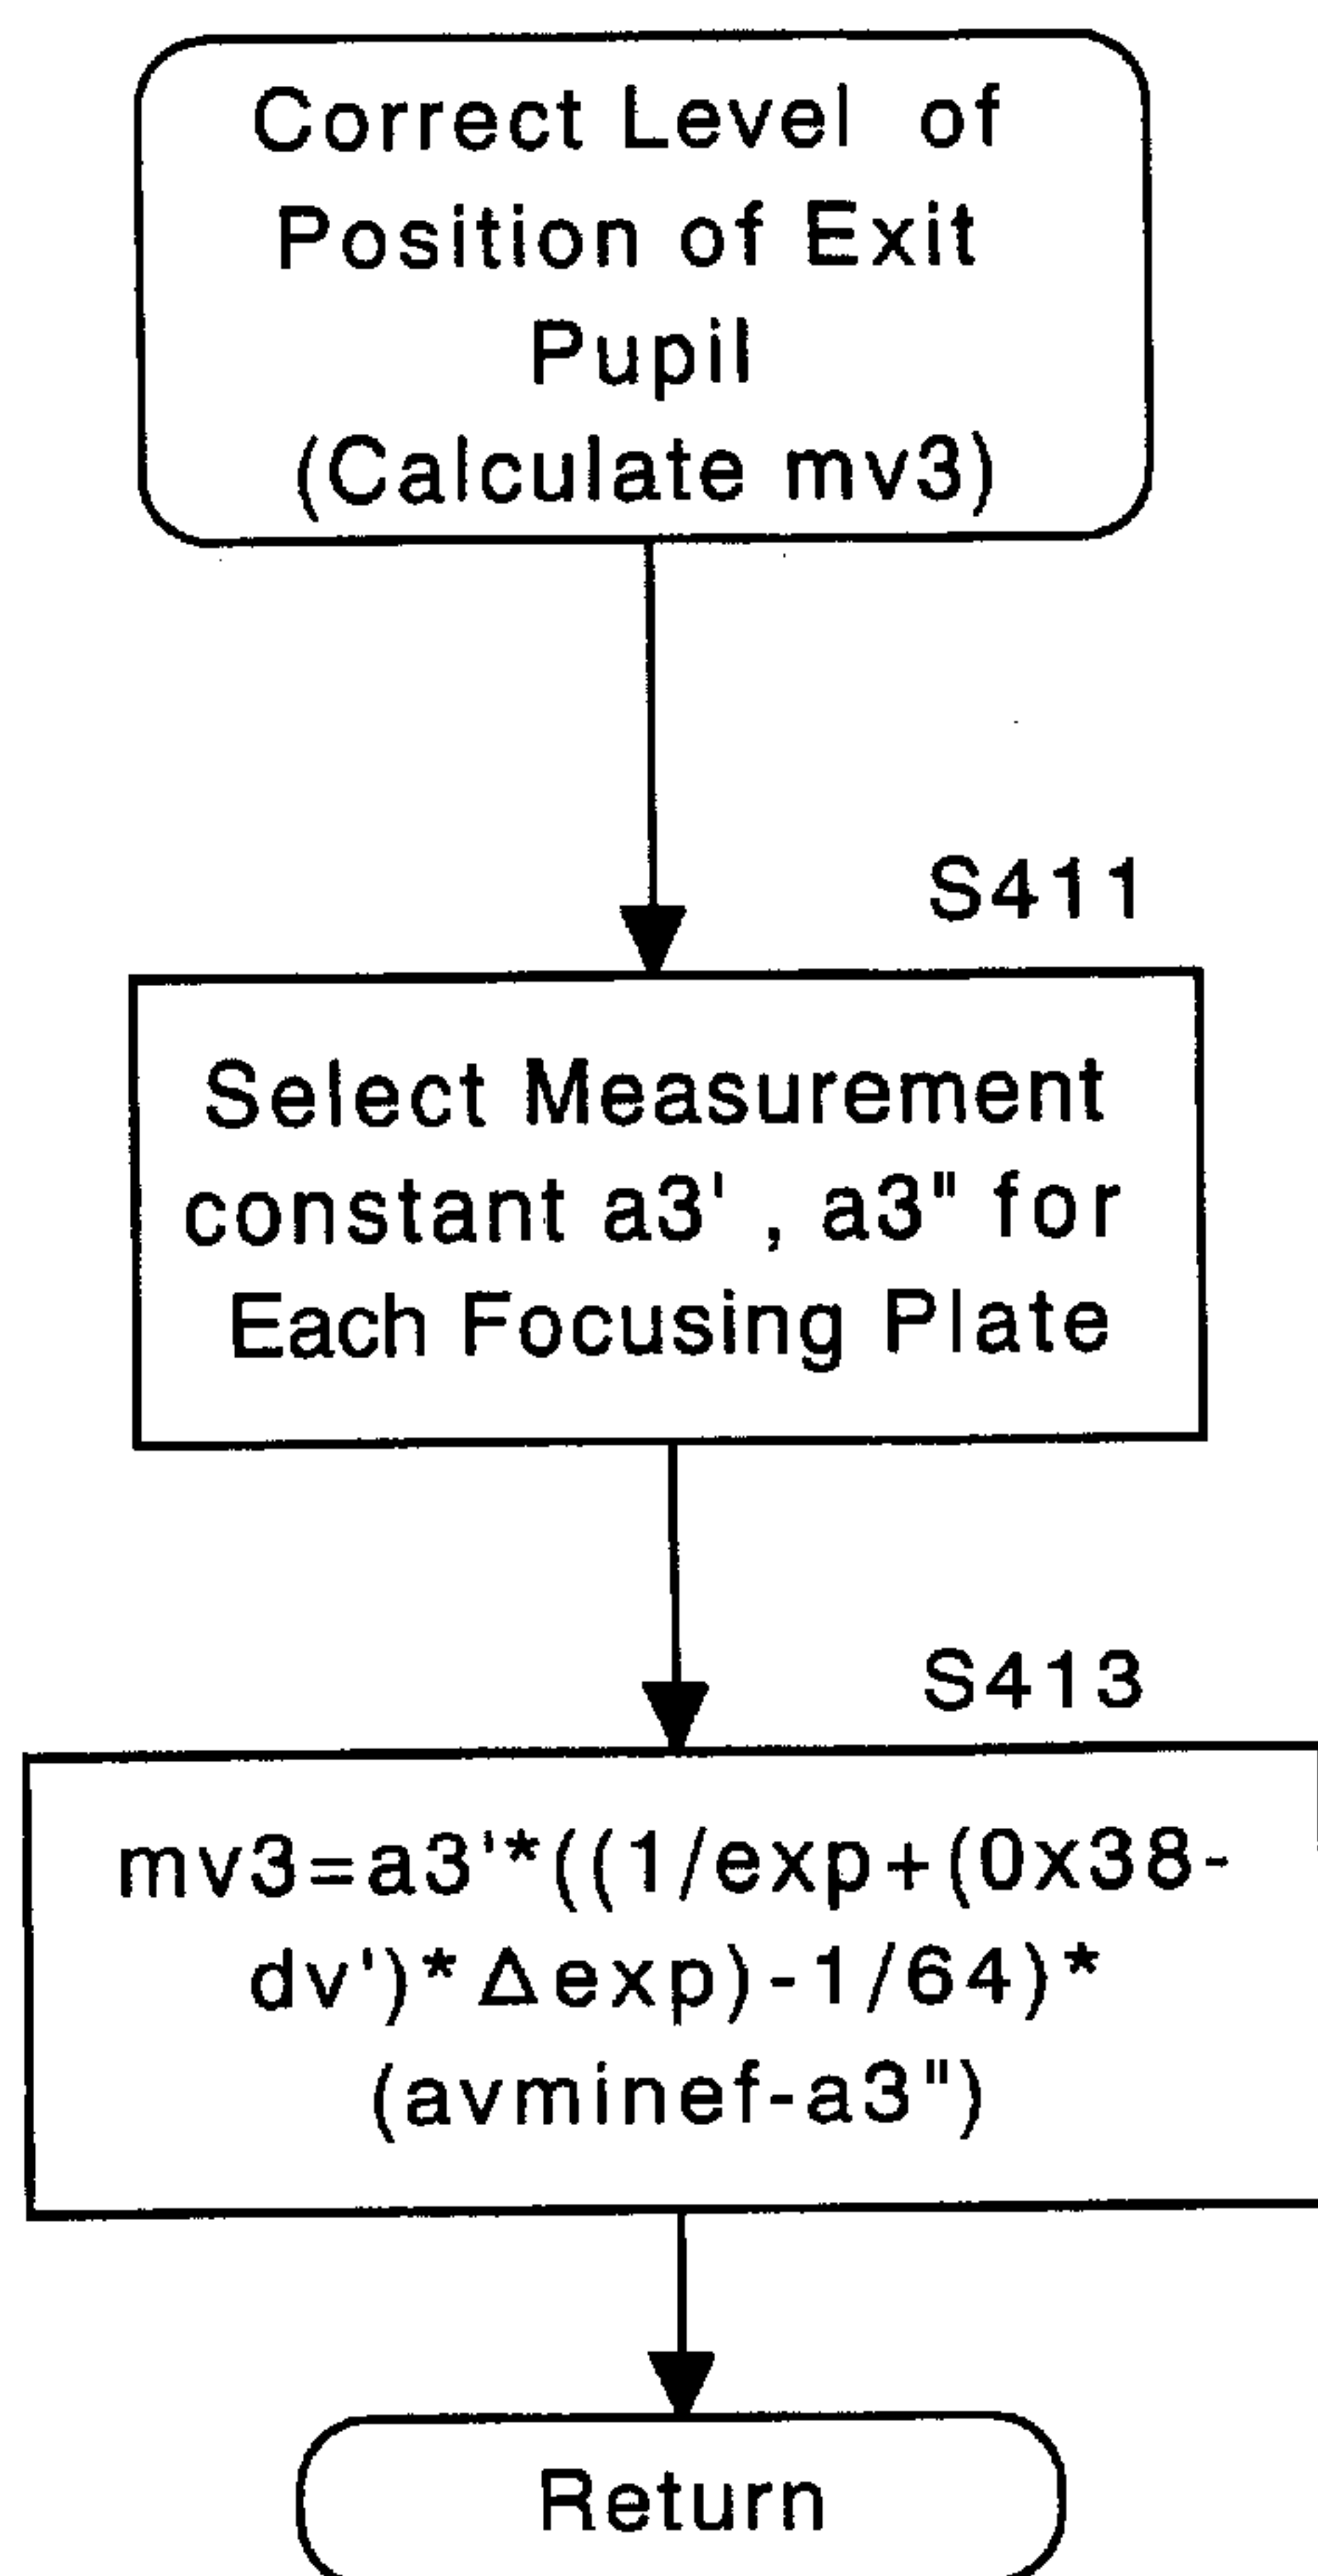 Correct Level of
Position of Exit
Pupil
(Calculate mv3)
S411
Select Measurement
constant a3' , a3" for
Each Focusing Plate
S413
mv3=a3'*((1/exp+(0x38-
dv')*Δexp)-1/64)*
(avminef-a3")
Return